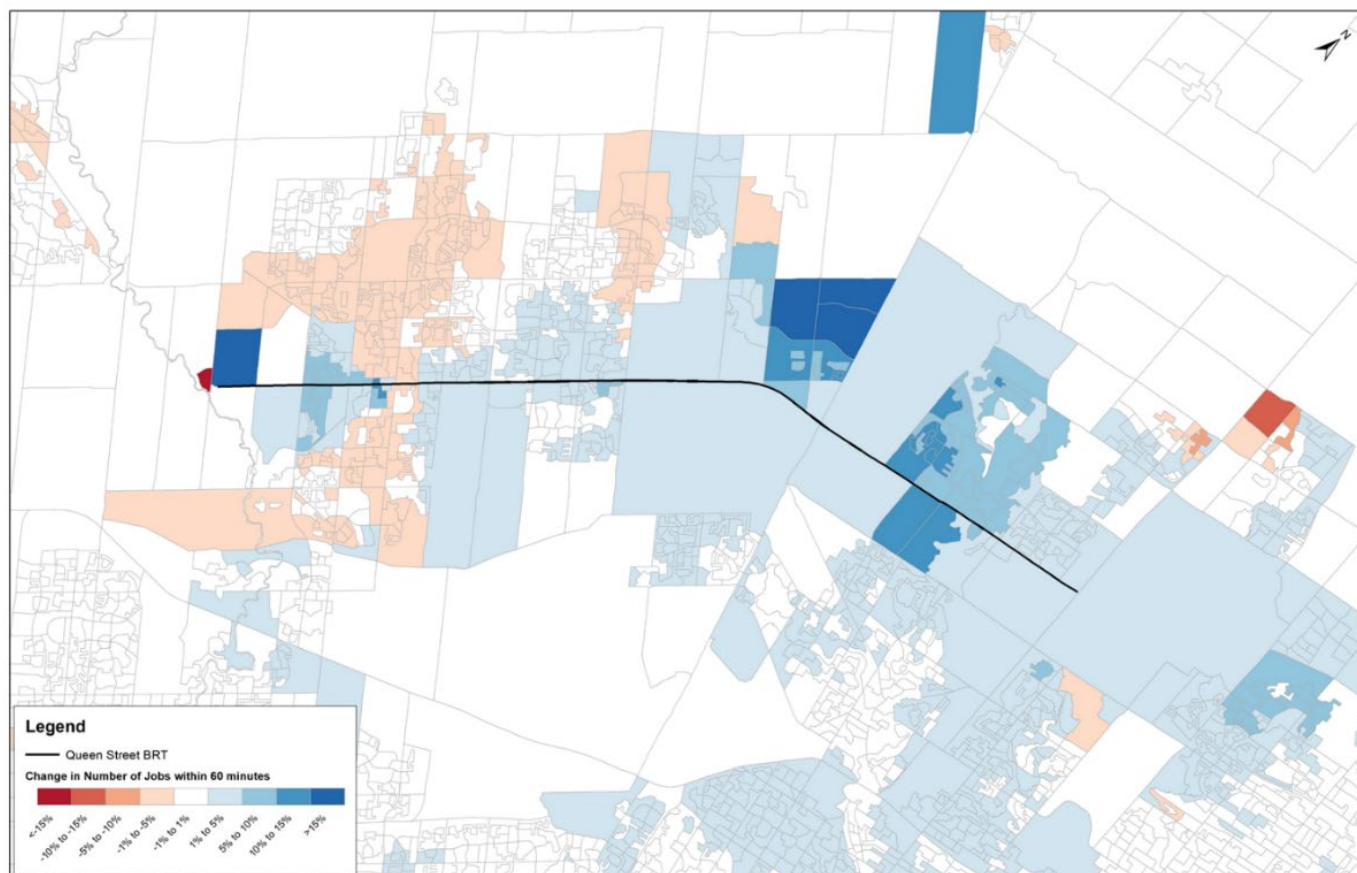 N
Legend
Queen Street BRT
Change in Number of Jobs within 60 minutes
<-15%
-10% to -15%
-5% to -10%
-1% to -5%
-1% to 1%
1% to 5%
5% to 10%
10% to 15%
>15%